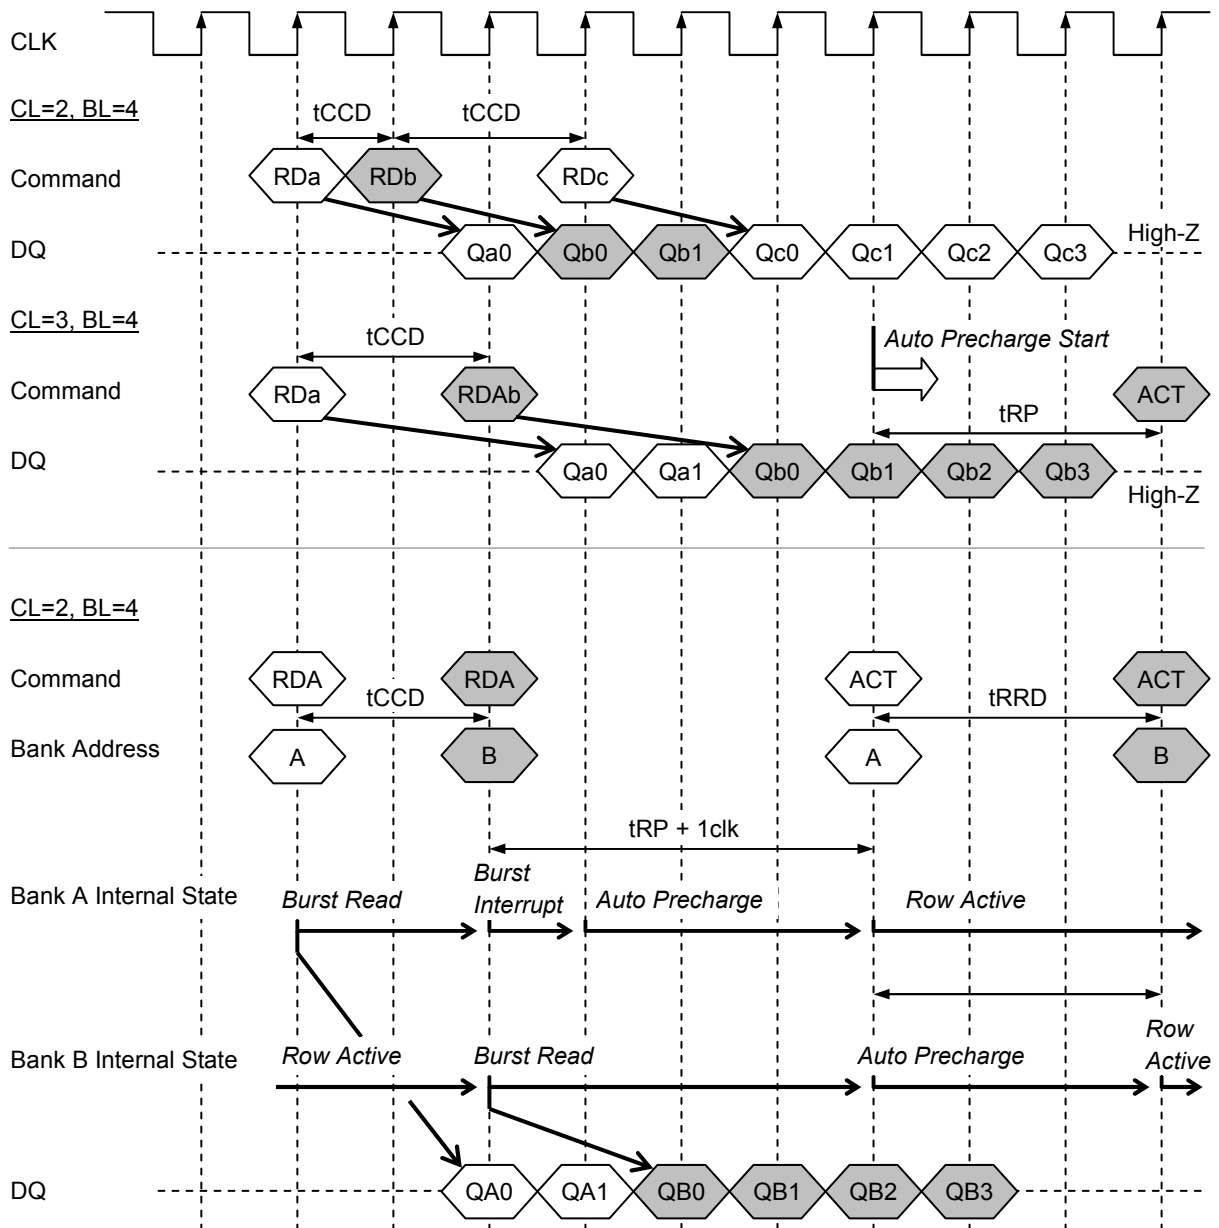 CLK
CL=2, BL=4
tCCD tCCD
Command RDa RDb RDc
High-Z
DQ Qa0 Qb0 Qb1 Qc0 Qc1 Qc2 Qc3
CL=3, BL=4
tCCD Auto Precharge Start
Command RDa RDAb ACT
tRP
DQ Qa0 Qa1 Qb0 Qb1 Qb2 Qb3
High-Z
CL=2, BL=4
Command RDA RDA ACT ACT
tCCD tRRD
Bank Address A B A B
tRP + 1clk
Burst
Bank A Internal State Burst Read Interrupt Auto Precharge Row Active
Row
Bank B Internal State Row Active Burst Read Auto Precharge Active
DQ QA0 QA1 QB0 QB1 QB2 QB3